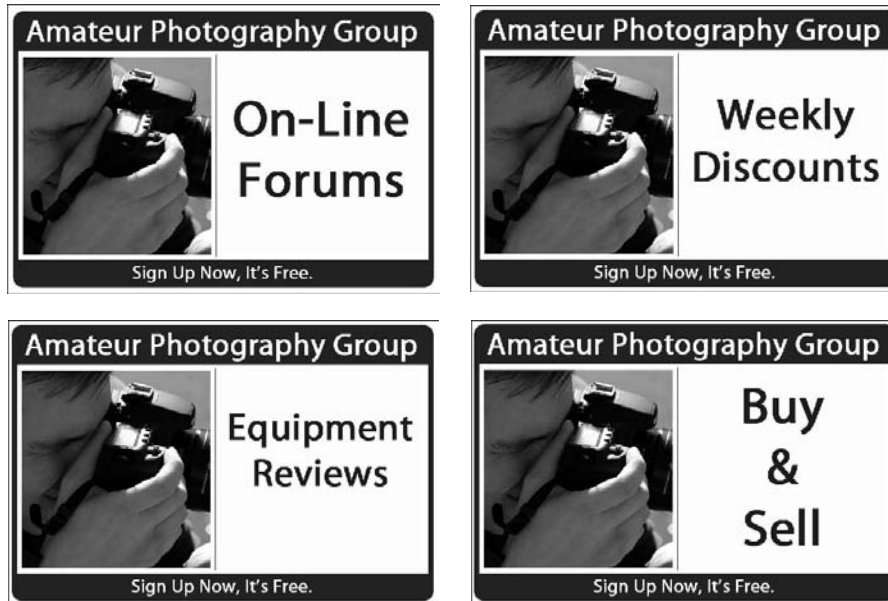 Amateur Photography Group
On-Line
Forums
Sign Up Now, It's Free.
Amateur Photography Group
Weekly
Discounts
Sign Up Now, It's Free.
Amateur Photography Group
Equipment
Reviews
Sign Up Now, It's Free.
Amateur Photography Group
Buy
&
Sell
Sign Up Now, It's Free.